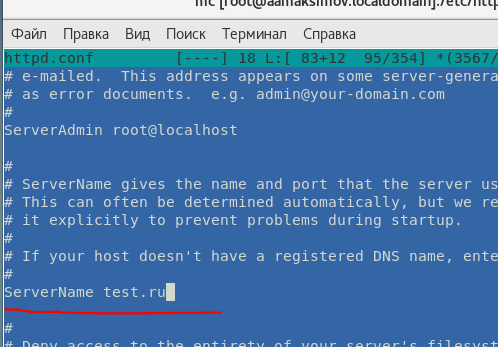 mc [root@aamaksimov.localdomain]:/etc/http
Файл Правка Вид Поиск Терминал Справка
httpd.conf [----] 18 L:[ 83+12 95/354] *(3567/
# e-mailed. This address appears on some server-genera
# as error documents. e.g. admin@your-domain.com
#
ServerAdmin root@localhost
#
# ServerName gives the name and port that the server us
# This can often be determined automatically, but we re
# it explicitly to prevent problems during startup.
#
# If your host doesn't have a registered DNS name, ente
#
ServerName test.ru
#
# Deny access to the entirety of your server's filesyst